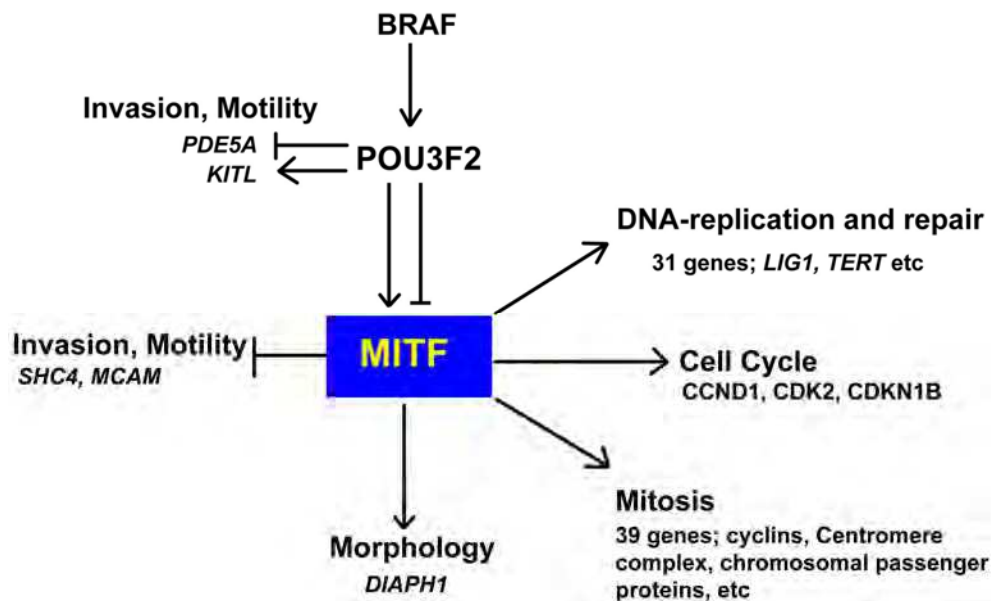 BRAF
Invasion, Motility
PDE5A
KITL
POU3F2
DNA-replication and repair
31 genes; LIG1, TERT etc
Invasion, Motility
SHC4, MCAM
MITF
Cell Cycle
CCND1, CDK2, CDKN1B
Mitosis
39 genes; cyclins, Centromere
complex, chromosomal passenger
proteins, etc
Morphology
DIAPH1